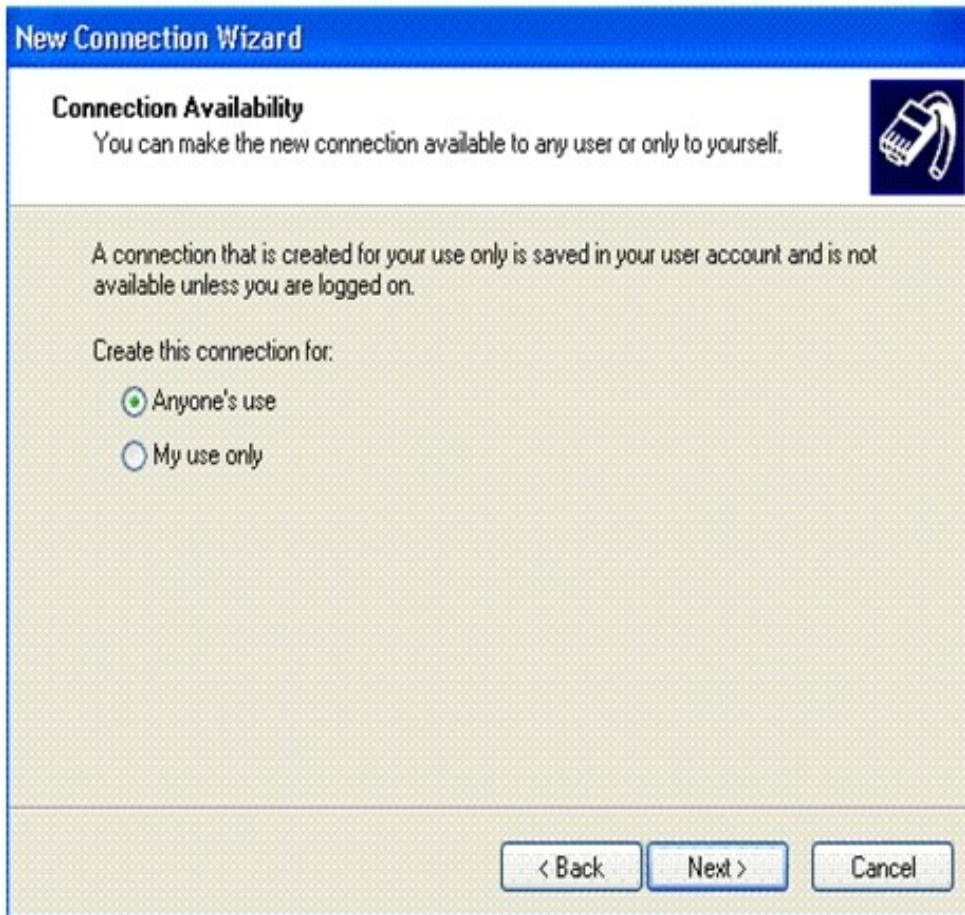 New Connection Wizard
Connection Availability
You can make the new connection available to any user or only to yourself.
A connection that is created for your use only is saved in your user account and is not
available unless you are logged on.
Create this connection for:
Anyone's use
My use only
< Back
Next >
Cancel